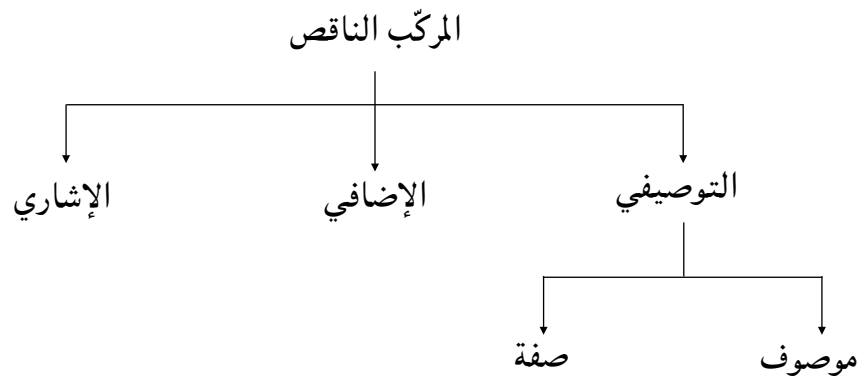 المركّب الناقص
التوصيفي الإضافي الإشاري
موصوف صفة